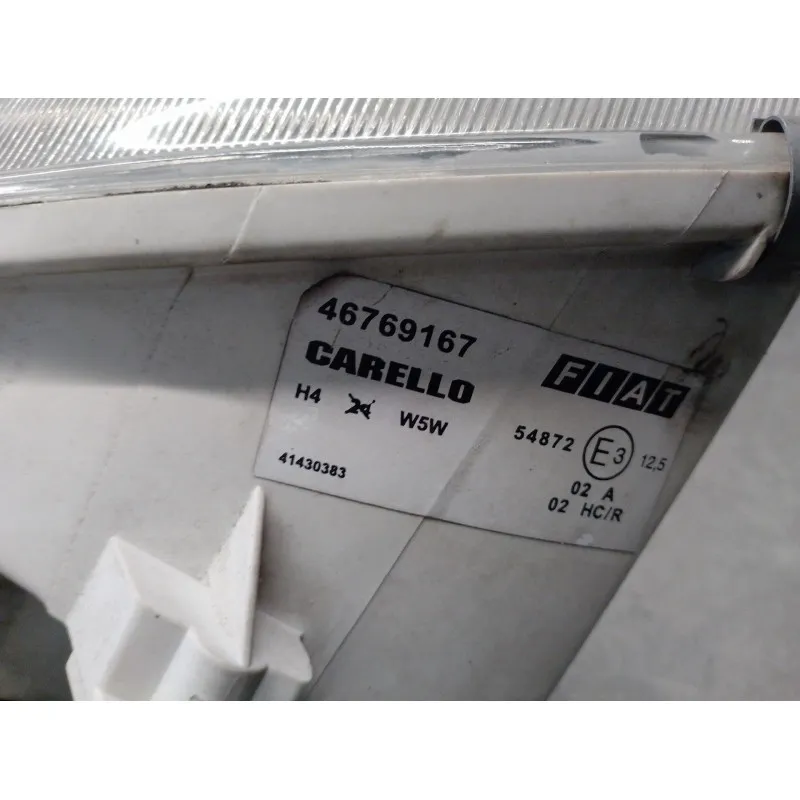 46769167
CARELLO
FIAT
H4 24 W5W
54872 E3 12,5
41430383
02 A
02 HC/R